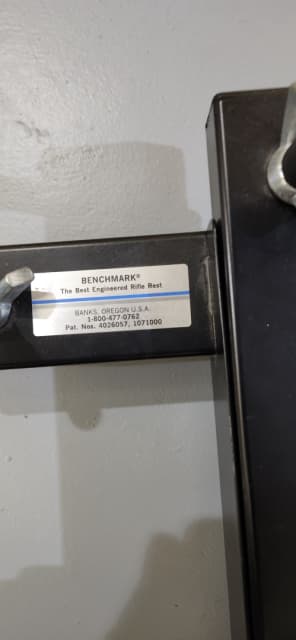 BENCHMARK®
The Best Engineered Rifle Rest
BANKS, OREGON U.S.A.
1-800-477-0762
Pat. Nos. 4026057, 1071000